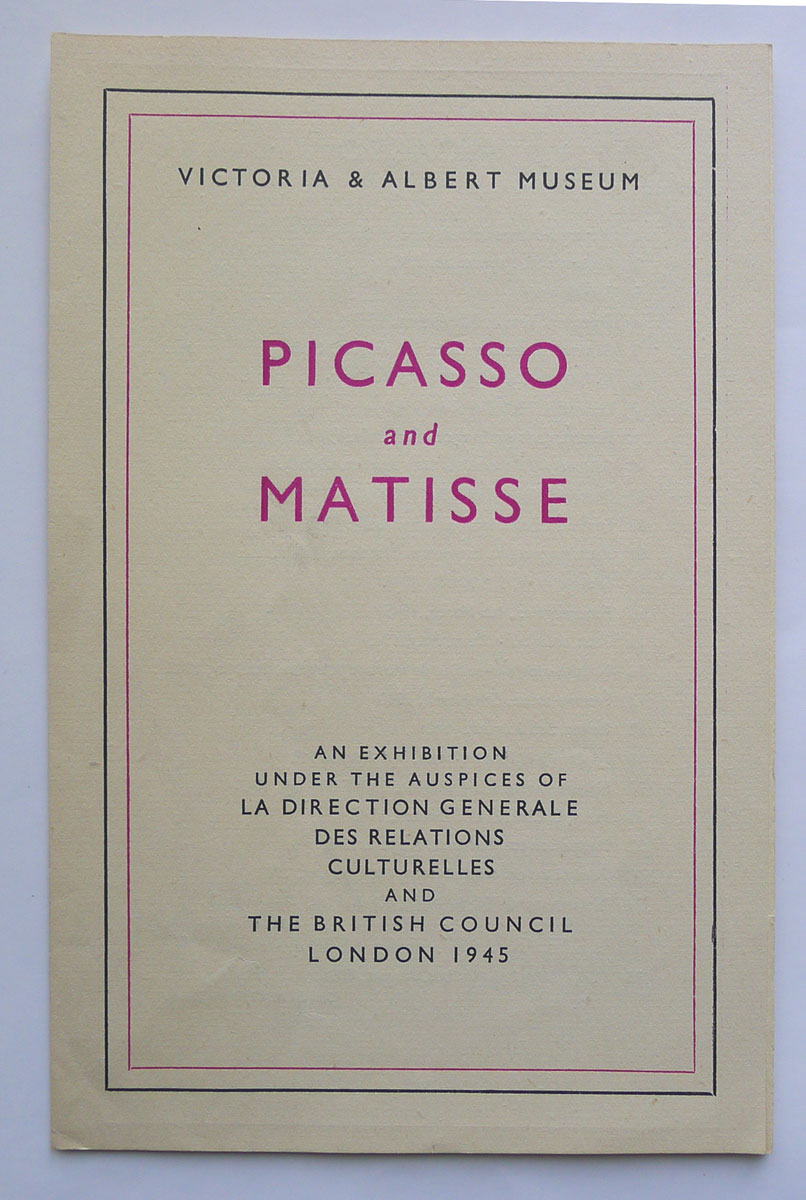 VICTORIA & ALBERT MUSEUM
PICASSO
and
MATISSE
AN EXHIBITION
UNDER THE AUSPICES OF
LA DIRECTION GENERALE
DES RELATIONS
CULTURELLES
AND
THE BRITISH COUNCIL
LONDON 1945